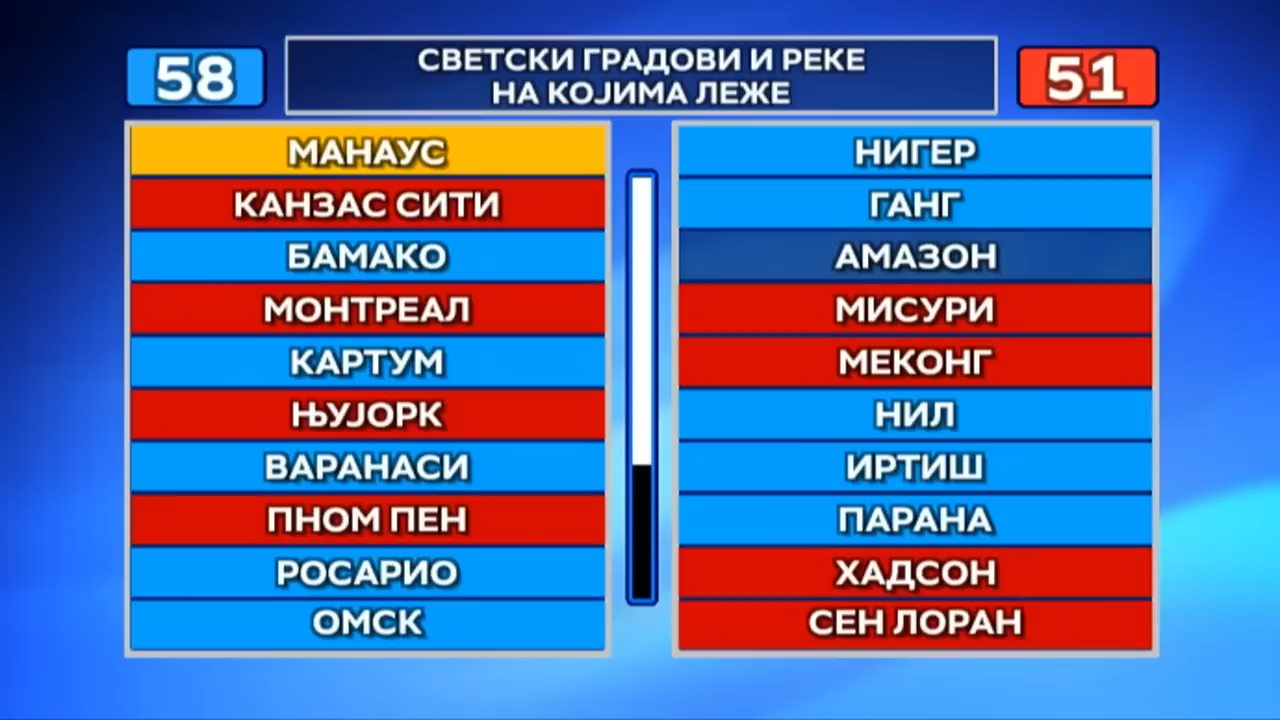 58
СВЕТСКИ ГРАДОВИ И РЕКЕ
НА КОЈИМА ЛЕЖЕ
51
МАНАУС
КАНЗАС СИТИ
БАМАКО
МОНТРЕАЛ
КАРТУМ
ЊУЈОРК
ВАРАНАСИ
ПНОМ ПЕН
РОСАРИО
ОМСК
НИГЕР
ГАНГ
АМАЗОН
МИСУРИ
МЕКОНГ
НИЛ
ИРТИШ
ПАРАНА
ХАДСОН
СЕН ЛОРАН